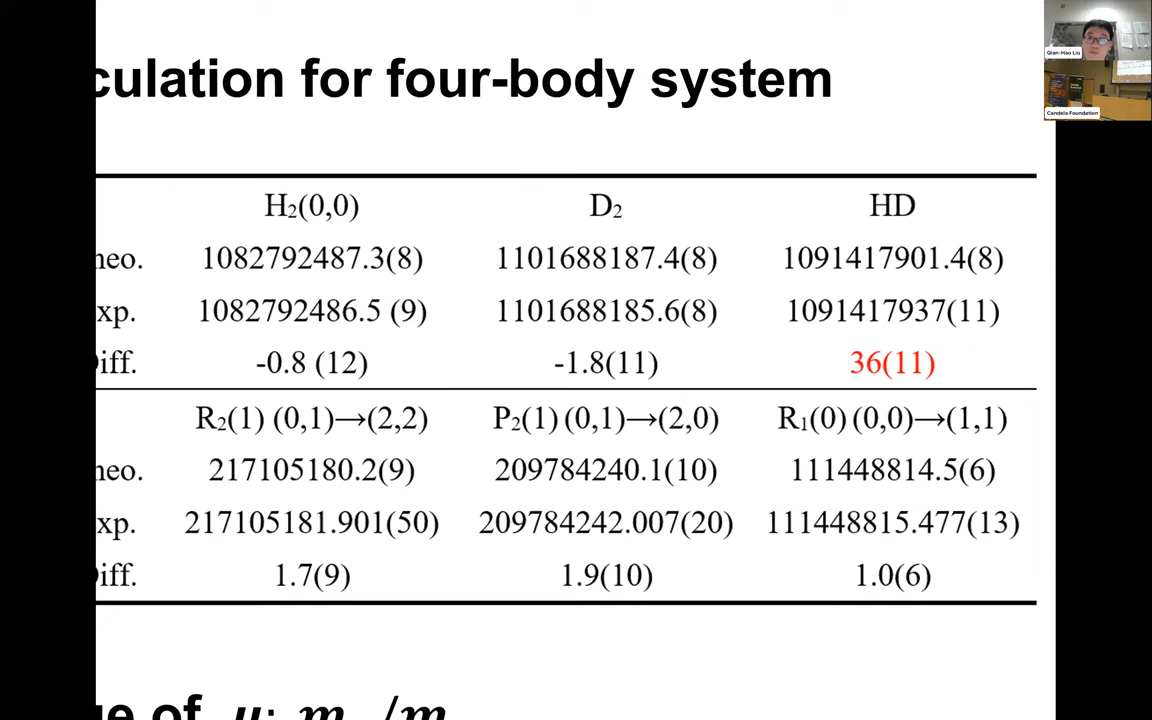 culation for four-body system
Qian-Hao Liu
Candela Foundation
H₂(0,0) D₂ HD
neo. 1082792487.3(8) 1101688187.4(8) 1091417901.4(8)
xp. 1082792486.5 (9) 1101688185.6(8) 1091417937(11)
iff. -0.8 (12) -1.8(11) 36(11)
R₂(1) (0,1)→(2,2) P₂(1) (0,1)→(2,0) R₁(0) (0,0)→(1,1)
neo. 217105180.2(9) 209784240.1(10) 111448814.5(6)
xp. 217105181.901(50) 209784242.007(20) 111448815.477(13)
iff. 1.7(9) 1.9(10) 1.0(6)